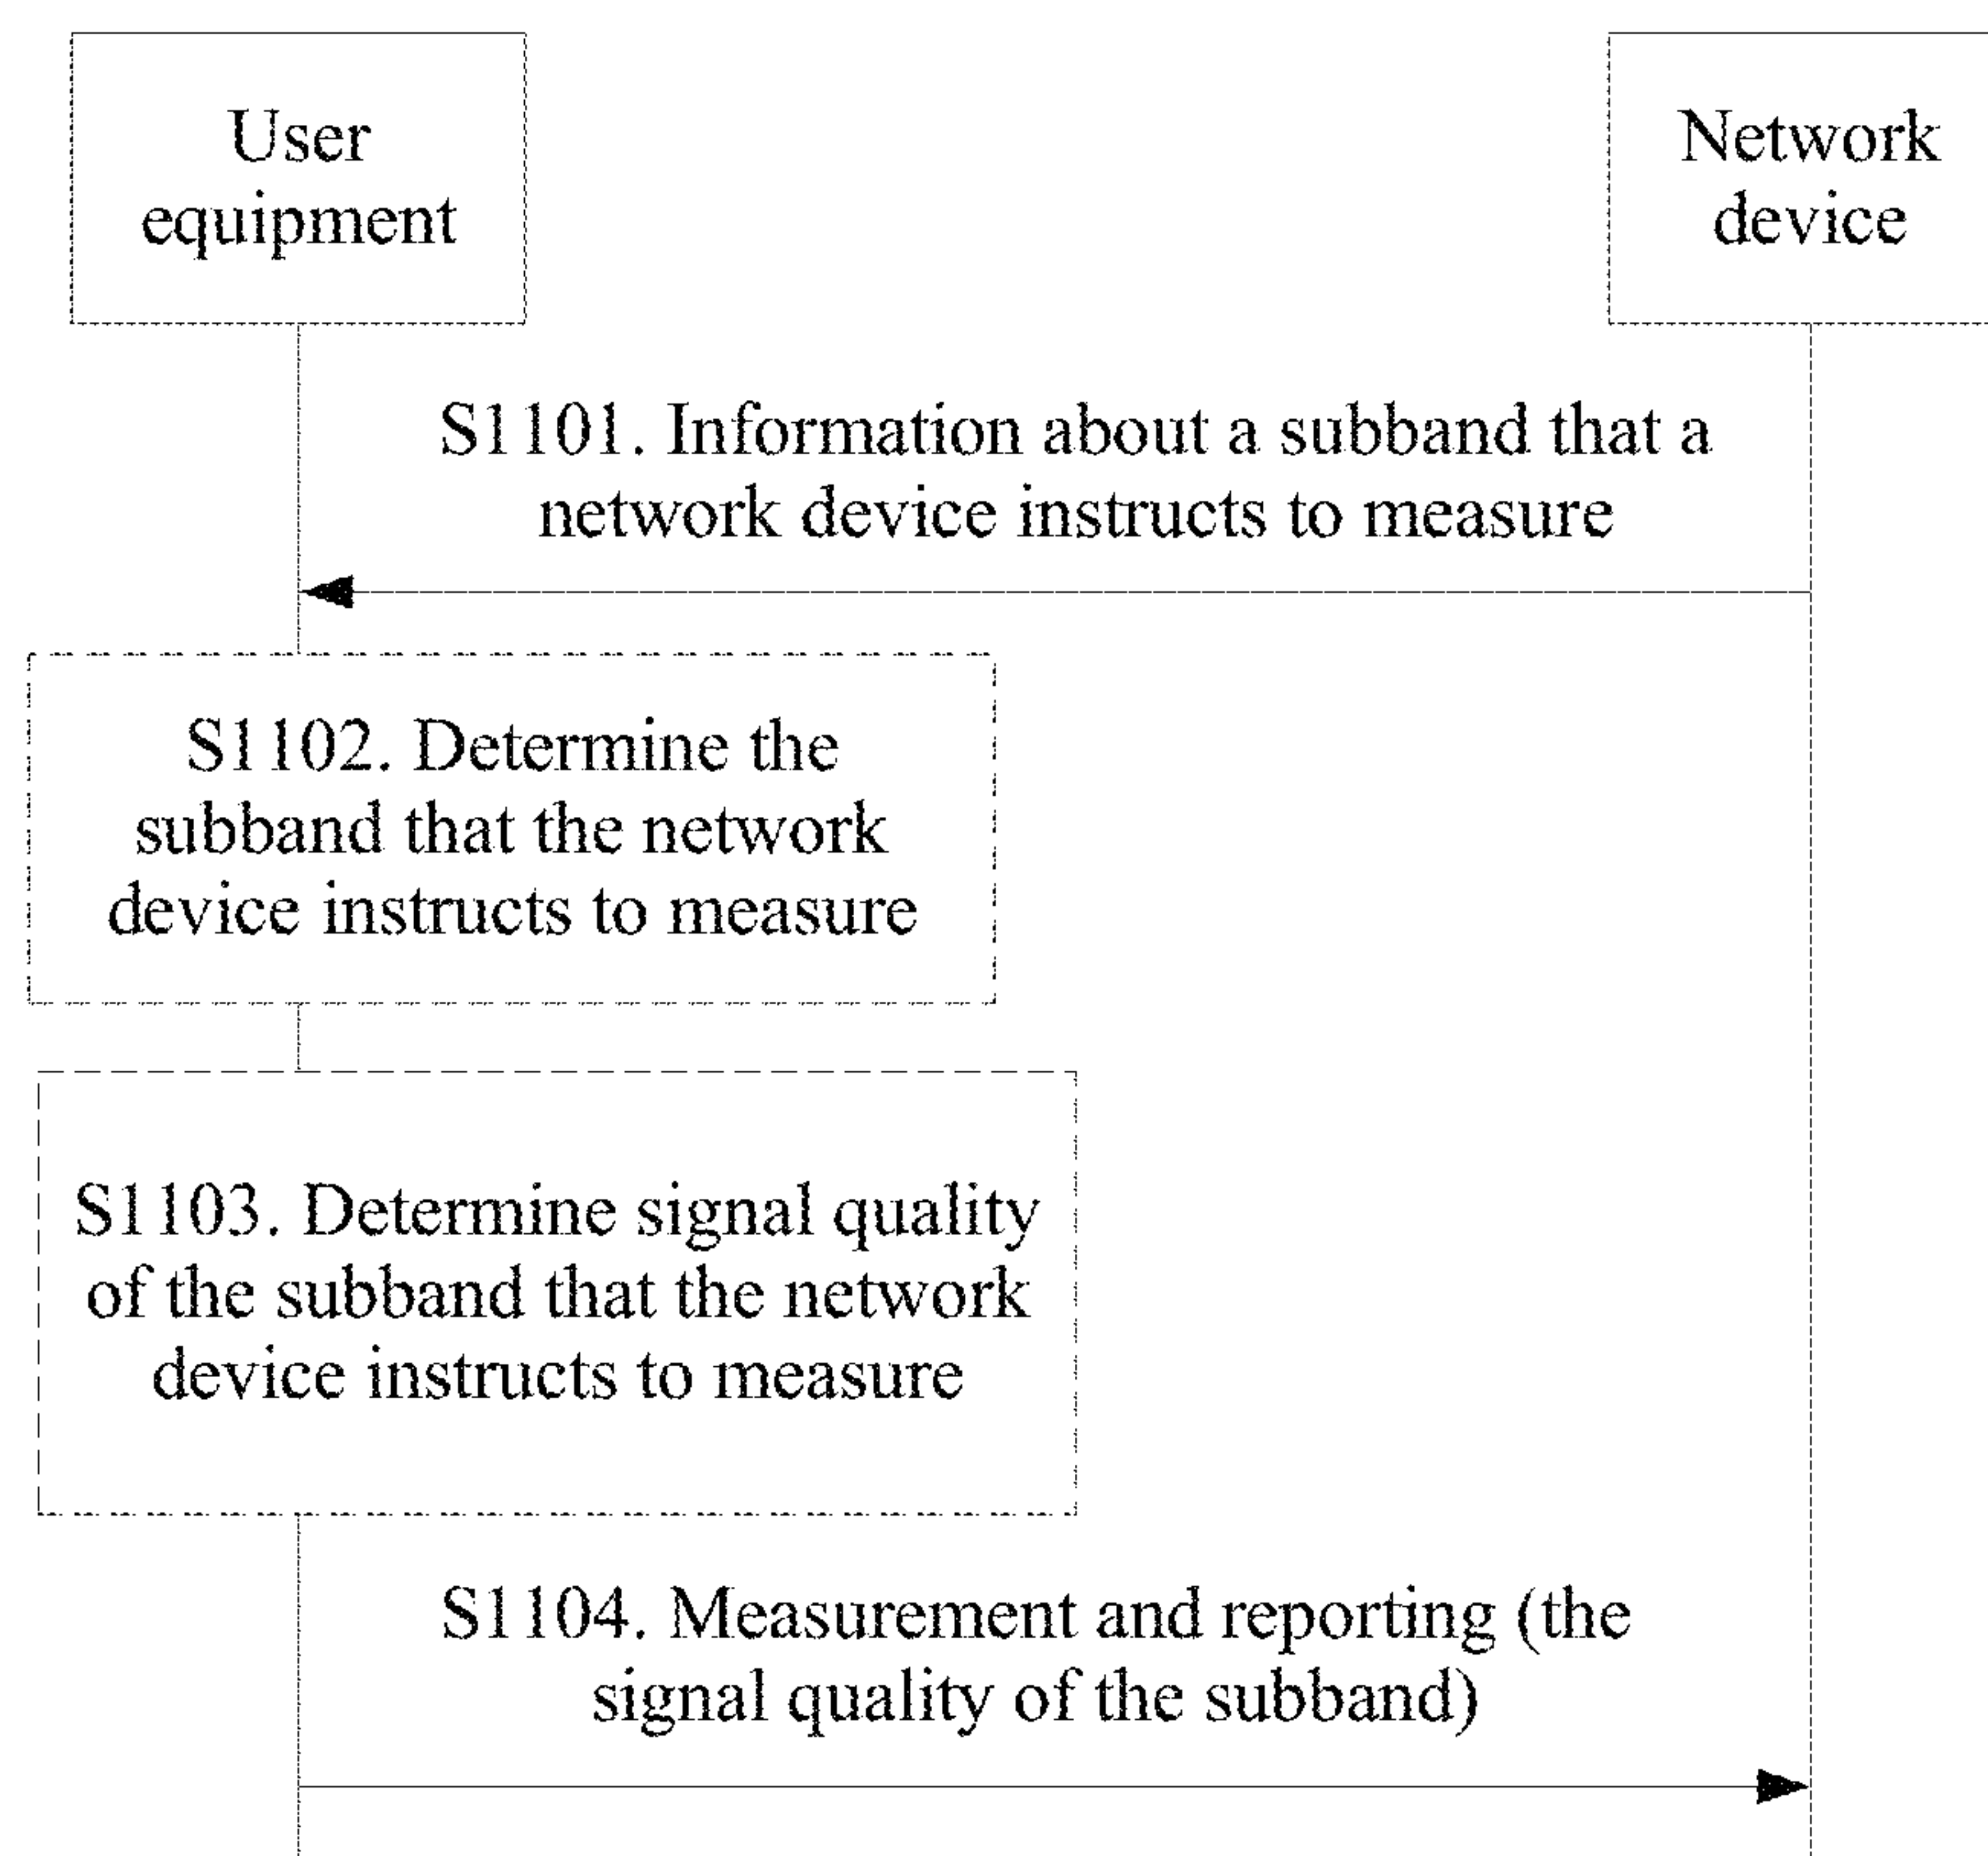 User
equipment
Network
device
S1101. Information about a subband that a
network device instructs to measure
S1102. Determine the
subband that the network
device instructs to measure
S1103. Determine signal quality
of the subband that the network
device instructs to measure
S1104. Measurement and reporting (the
signal quality of the subband)